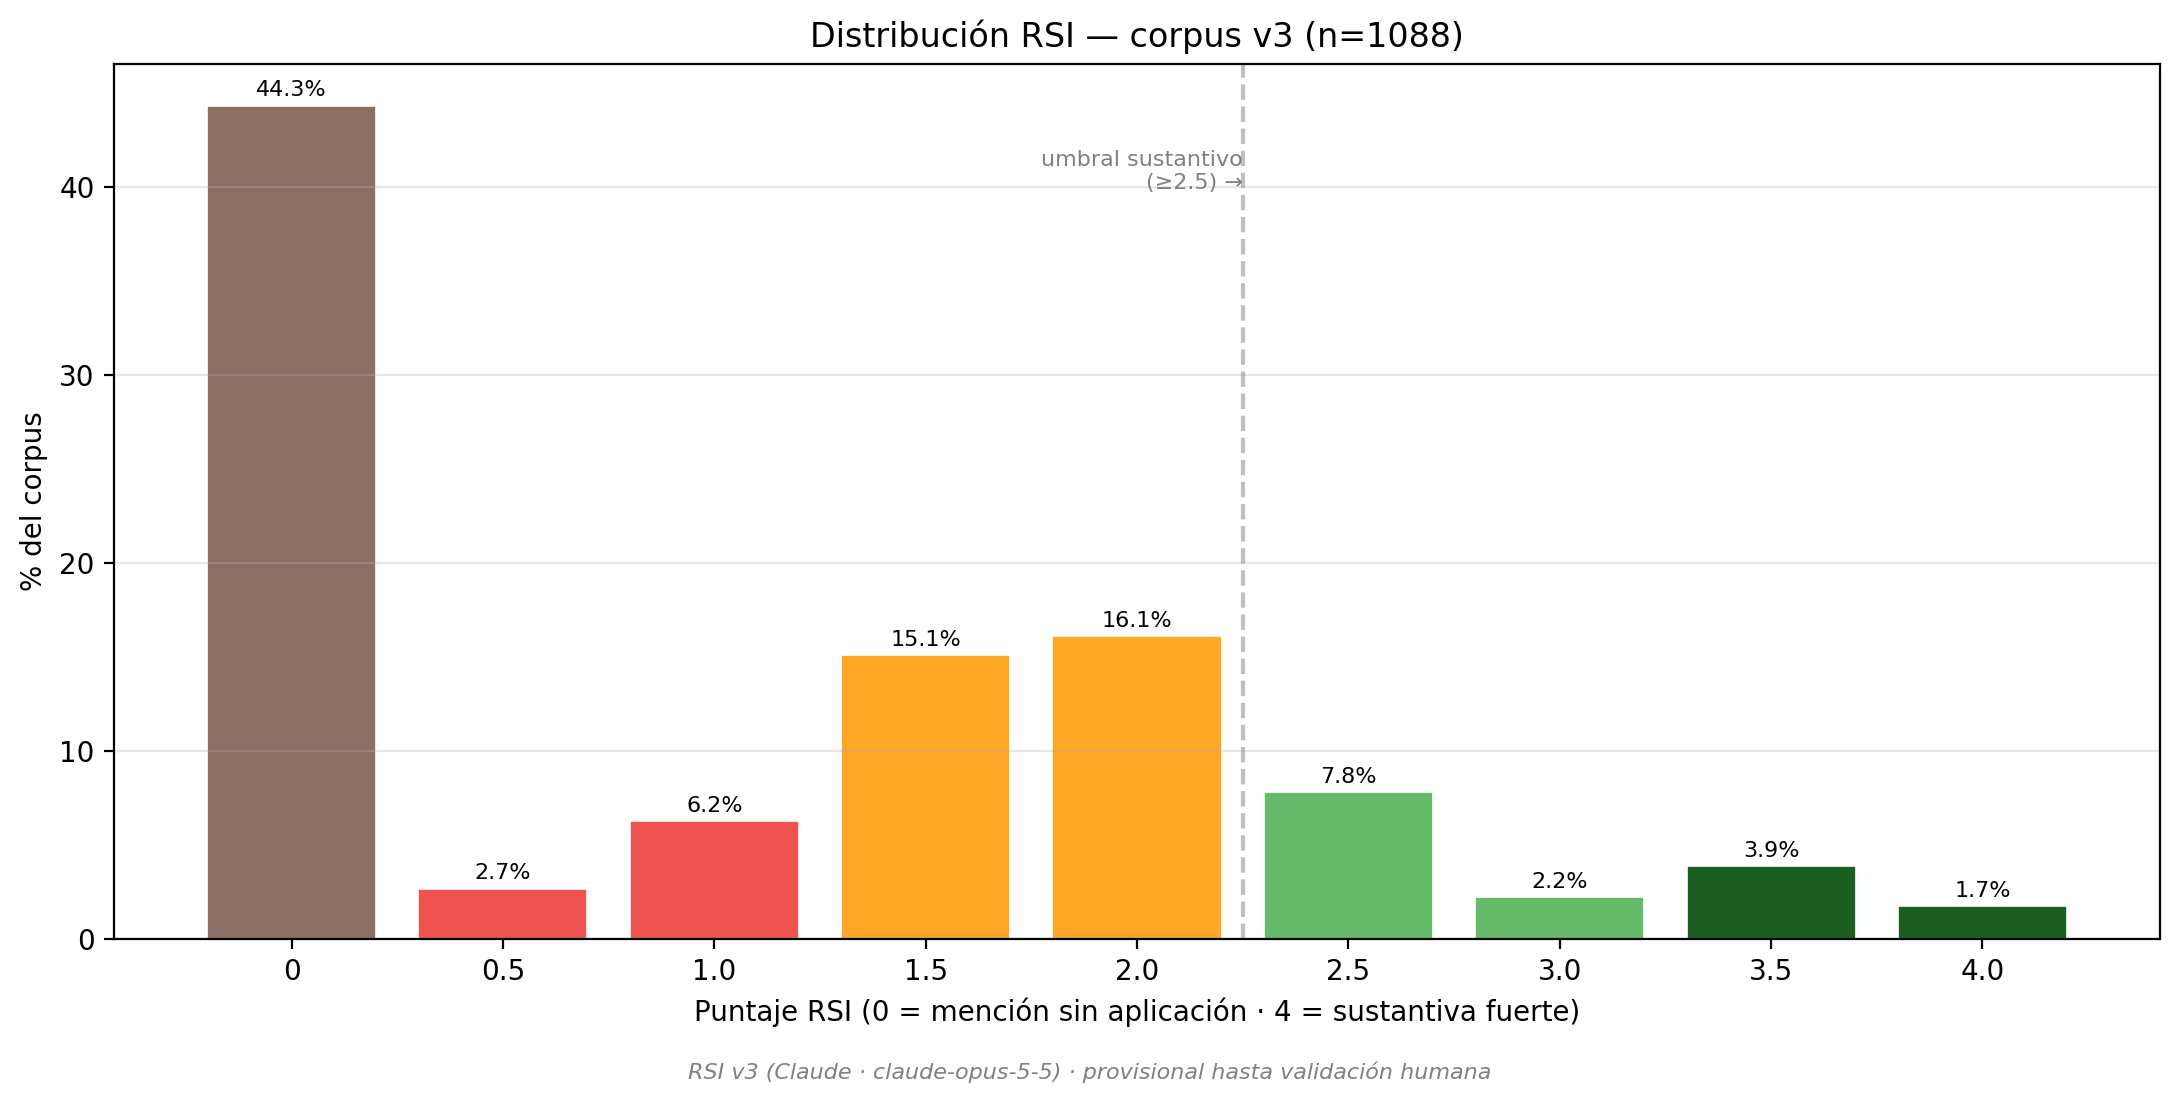 Distribución RSI — corpus v3 (n=1088)
44.3%
umbral sustantivo
(≥2.5) →
40
30
% del corpus
20
16.1%
15.1%
10
7.8%
6.2%
3.9%
2.7%
2.2%
1.7%
0
0 0.5 1.0 1.5 2.0 2.5 3.0 3.5 4.0
Puntaje RSI (0 = mención sin aplicación · 4 = sustantiva fuerte)
RSI v3 (Claude · claude-opus-5-5) · provisional hasta validación humana